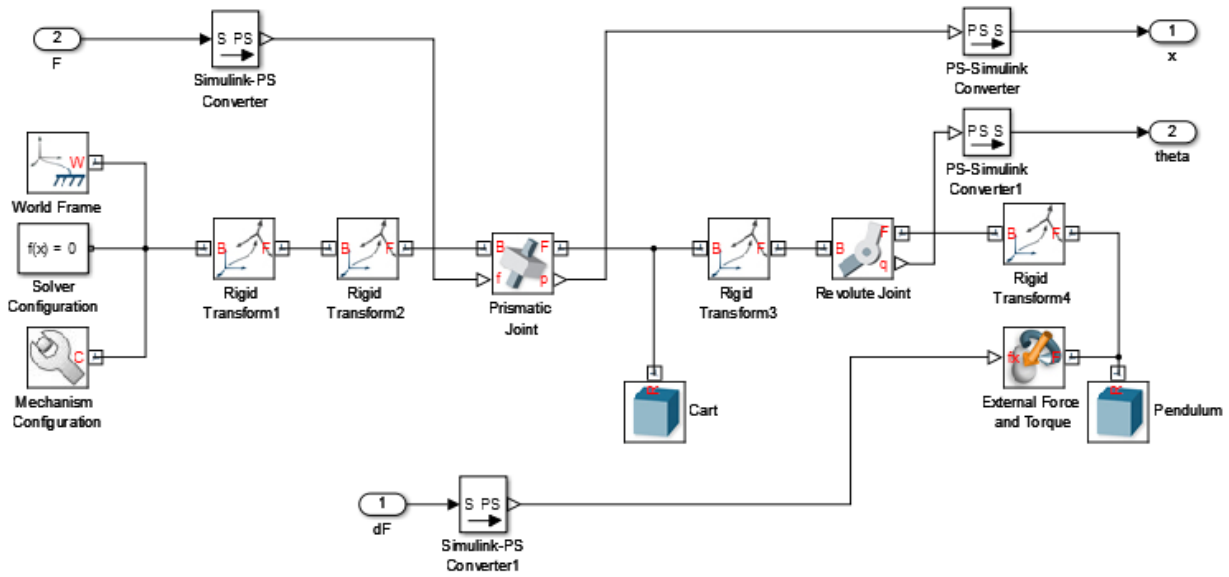 2
F
S PS
Simulink-PS
Converter
PS S
PS-Simulink
Converter
1
x
PS S
PS-Simulink
Converter1
2
theta
W
World Frame
f(x) = 0
Solver
Configuration
C
Mechanism
Configuration
B F
Rigid
Transform1
B F
Rigid
Transform2
B F
f p
Prismatic
Joint
B F
Rigid
Transform3
B F
q
Revolute Joint
B F
Rigid
Transform4
R
Cart
fx F
External Force
and Torque
R
Pendulum
1
dF
S PS
Simulink-PS
Converter1